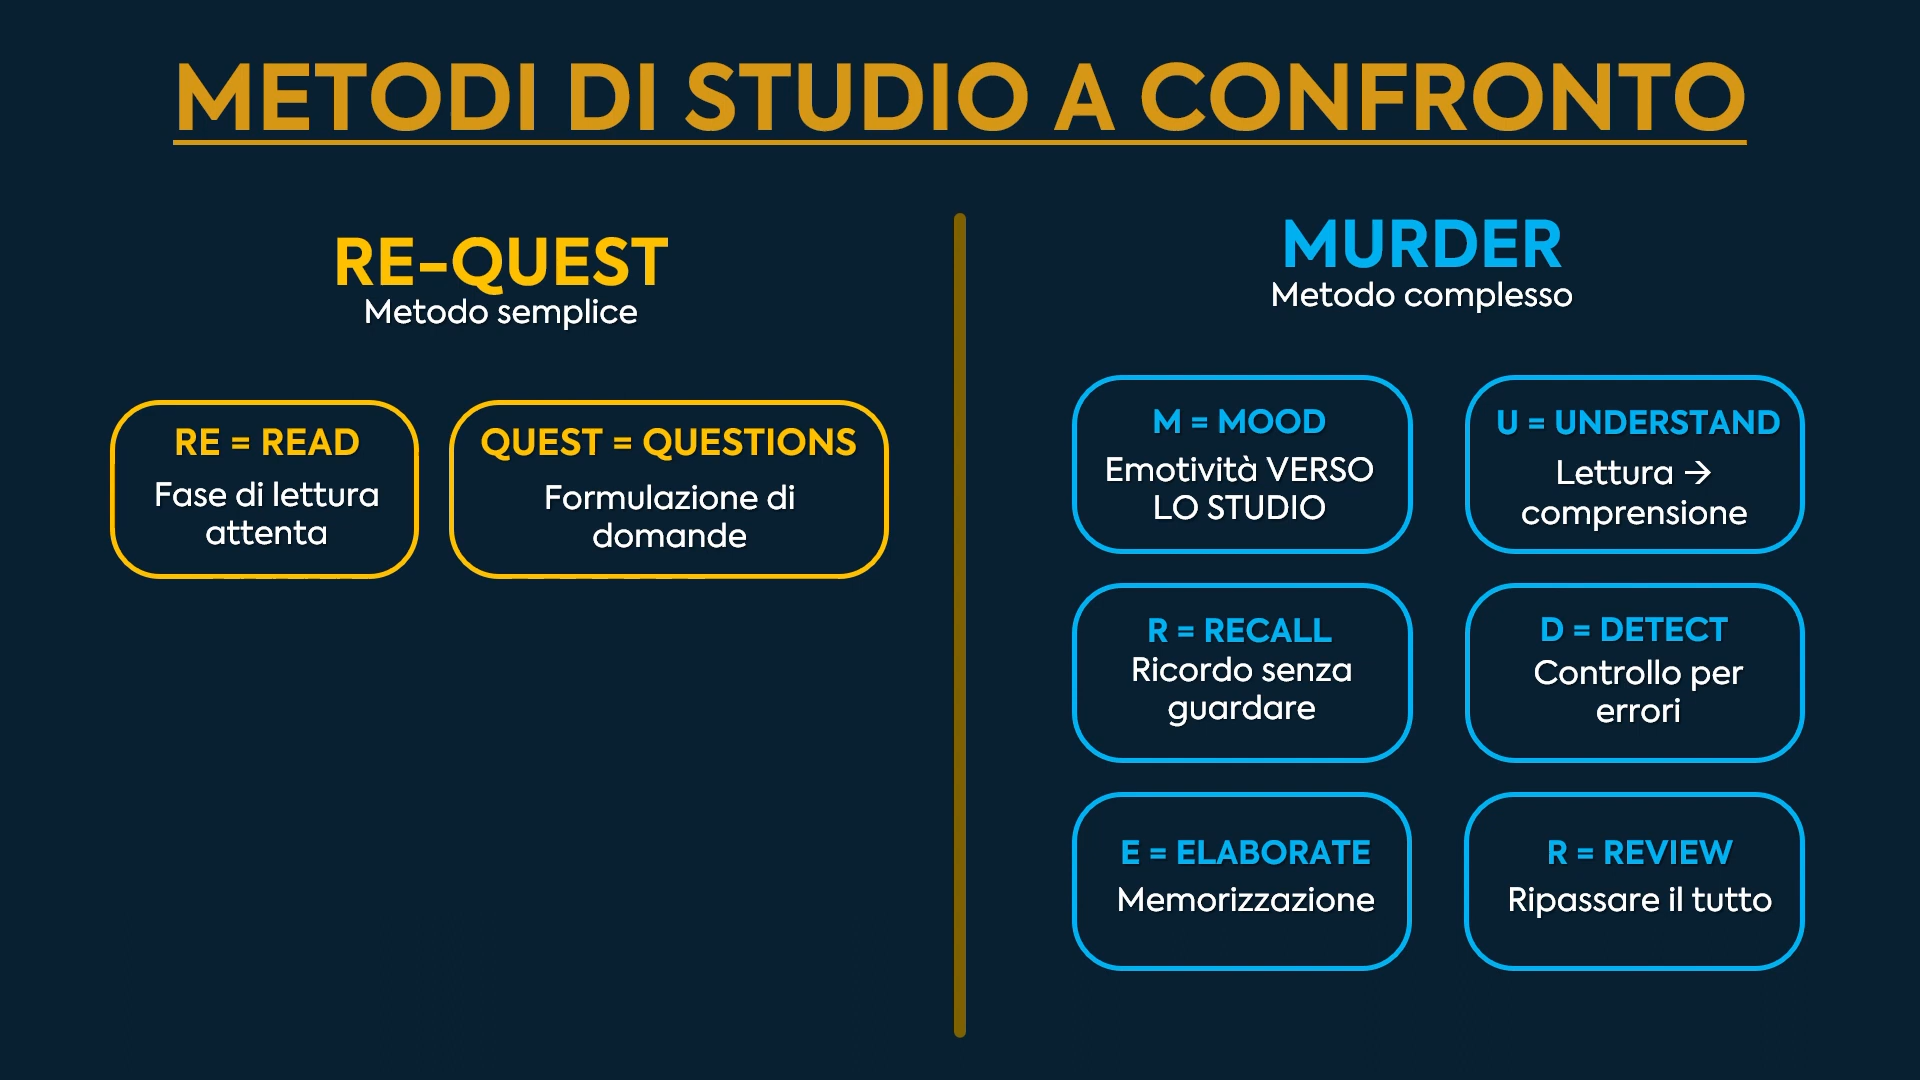 METODI DI STUDIO A CONFRONTO
RE-QUEST
Metodo semplice
RE = READ
Fase di lettura
attenta
QUEST = QUESTIONS
Formulazione di
domande
MURDER
Metodo complesso
M = MOOD
Emotività VERSO
LO STUDIO
U = UNDERSTAND
Lettura →
comprensione
R = RECALL
Ricordo senza
guardare
D = DETECT
Controllo per
errori
E = ELABORATE
Memorizzazione
R = REVIEW
Ripassare il tutto